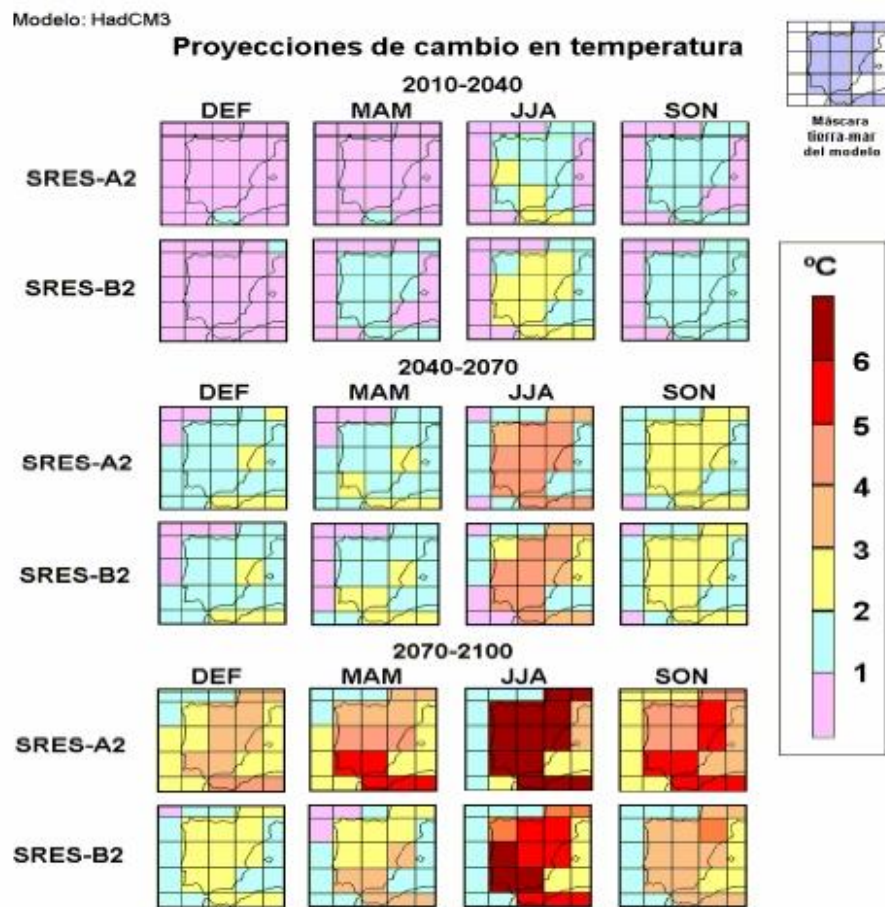 Modelo: HadCM3
Proyecciones de cambio en temperatura
Máscara
tierra-mar
del modelo
2010-2040
DEF MAM JJA SON
SRES-A2
SRES-B2
ºC
6
5
4
3
2
1
2040-2070
DEF MAM JJA SON
SRES-A2
SRES-B2
2070-2100
DEF MAM JJA SON
SRES-A2
SRES-B2